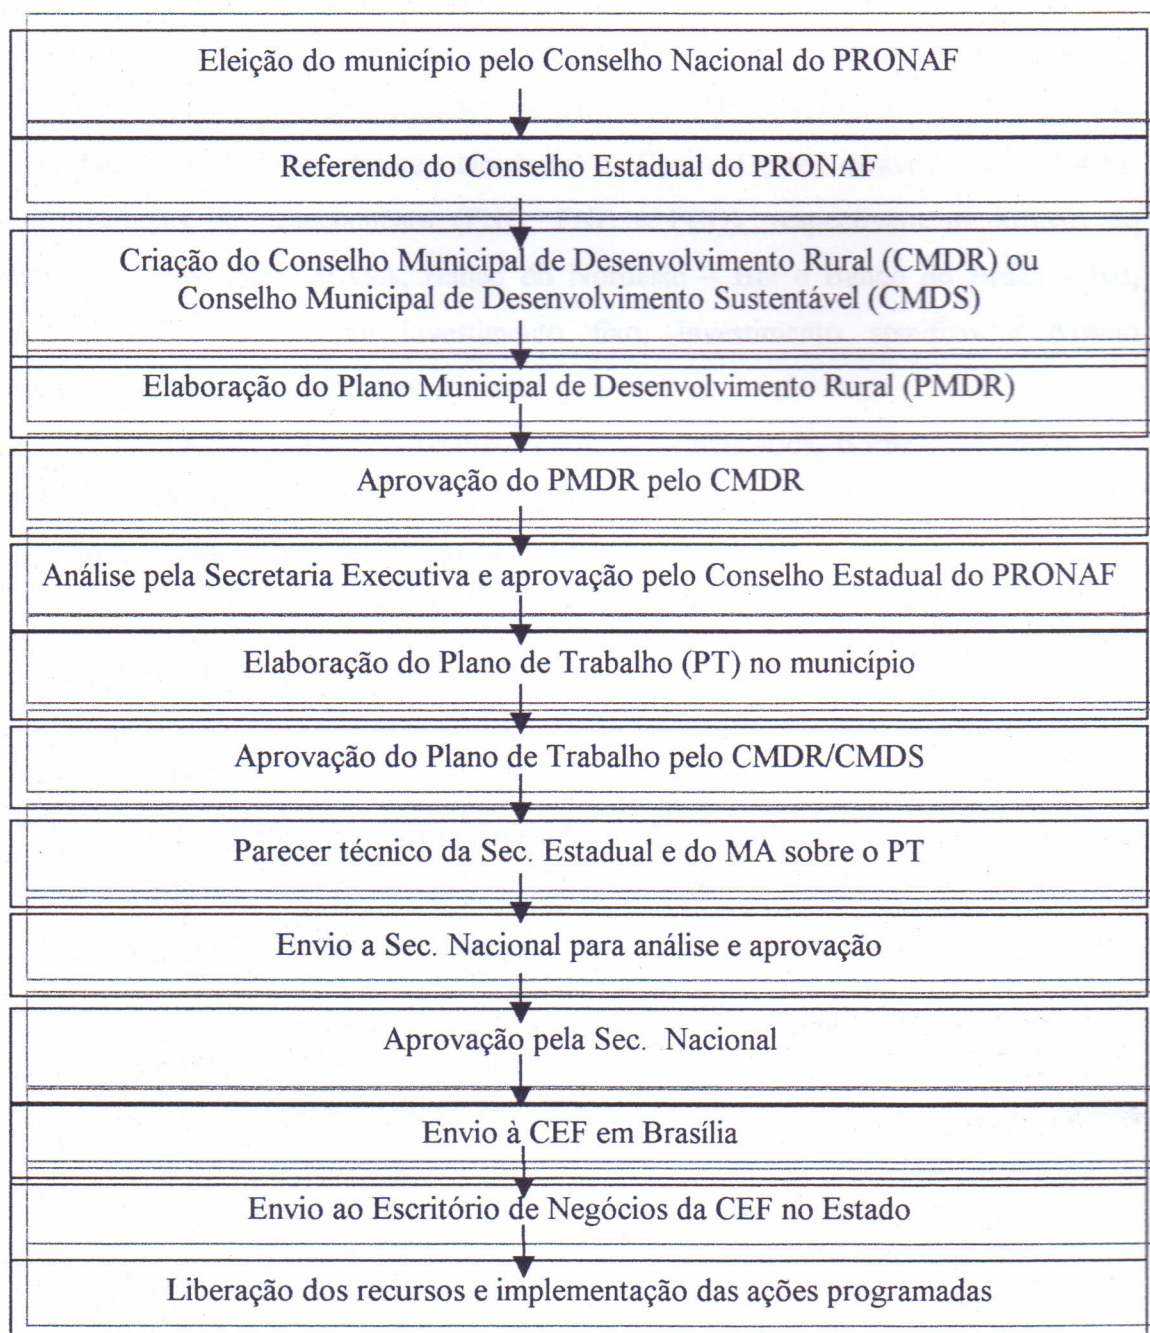 Eleição do município pelo Conselho Nacional do PRONAF
Referendo do Conselho Estadual do PRONAF
Criação do Conselho Municipal de Desenvolvimento Rural (CMDR) ou
Conselho Municipal de Desenvolvimento Sustentável (CMDS)
Elaboração do Plano Municipal de Desenvolvimento Rural (PMDR)
Aprovação do PMDR pelo CMDR
Análise pela Secretaria Executiva e aprovação pelo Conselho Estadual do PRONAF
Elaboração do Plano de Trabalho (PT) no município
Aprovação do Plano de Trabalho pelo CMDR/CMDS
Parecer técnico da Sec. Estadual e do MA sobre o PT
Envio a Sec. Nacional para análise e aprovação
Aprovação pela Sec. Nacional
Envio à CEF em Brasília
Envio ao Escritório de Negócios da CEF no Estado
Liberação dos recursos e implementação das ações programadas